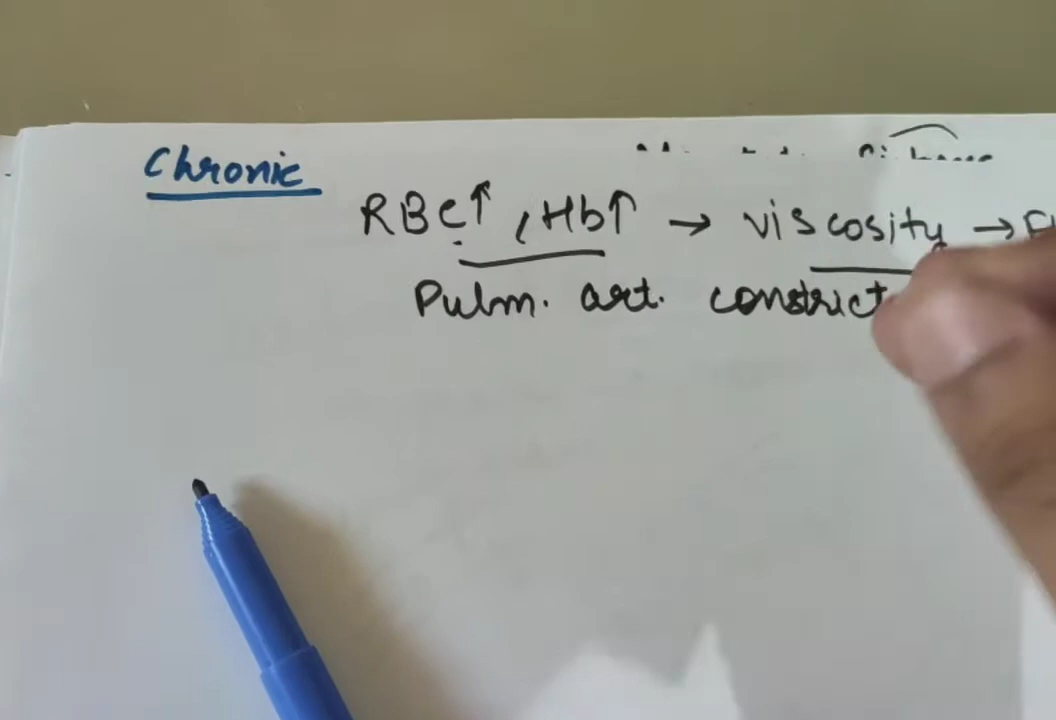 Chronic
RBC↑, Hb↑ → viscosity →
Pulm. art. constrict